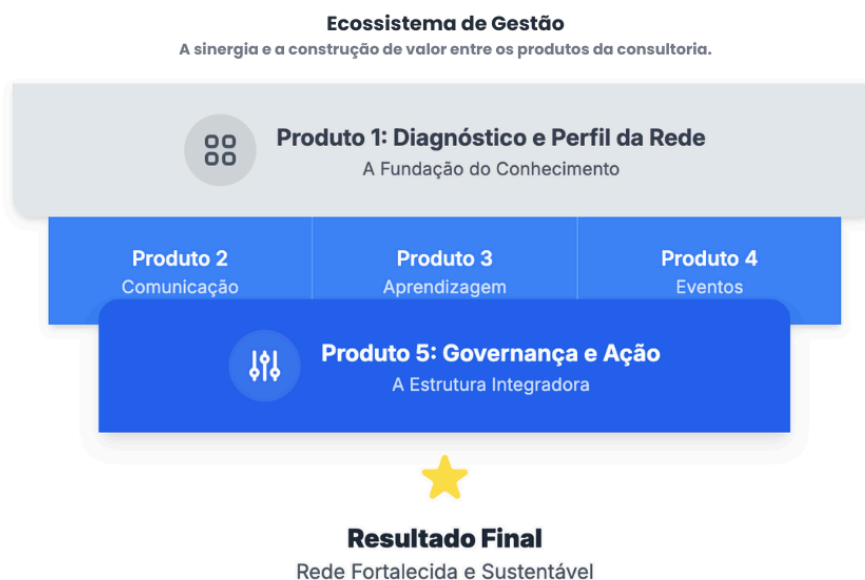 Ecossistema de Gestão
A sinergia e a construção de valor entre os produtos da consultoria.
Produto 1: Diagnóstico e Perfil da Rede
A Fundação do Conhecimento
Produto 2
Comunicação
Produto 3
Aprendizagem
Produto 4
Eventos
Produto 5: Governança e Ação
A Estrutura Integradora
Resultado Final
Rede Fortalecida e Sustentável